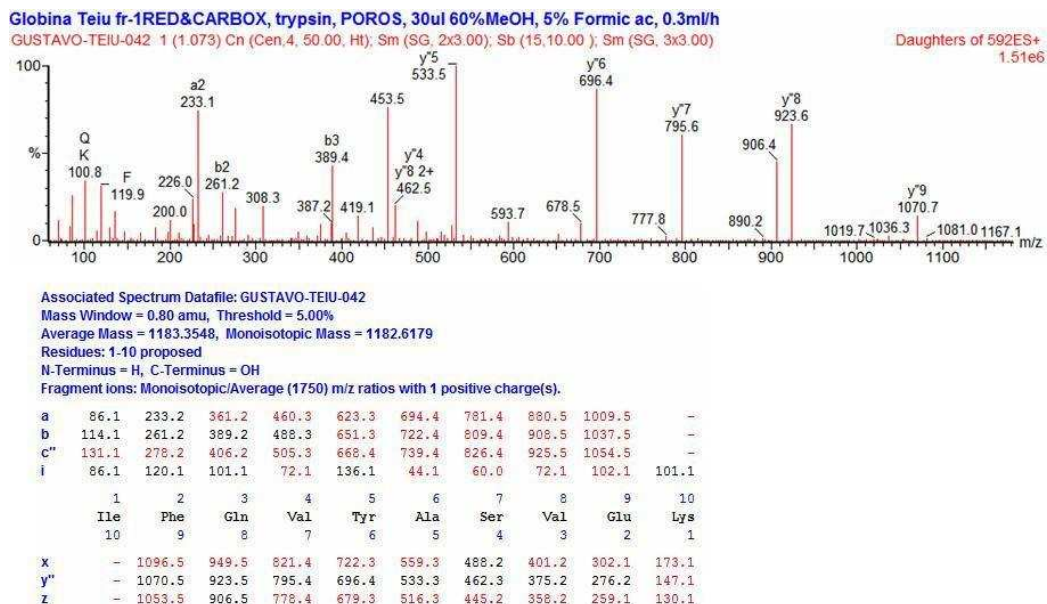 Globina Teiu fr-1RED&CARBOX, trypsin, POROS, 30ul 60%MeOH, 5% Formic ac, 0.3ml/h
GUSTAVO-TEIU-042 1 (1.073) Cn (Cen,4, 50.00, Ht); Sm (SG, 2x3.00); Sb (15,10.00 ); Sm (SG, 3x3.00)
Daughters of 592ES+
1.51e6
100
%
0
Q
K
100.8
F
119.9
200.0
226.0
a2
233.1
b2
261.2
308.3
387.2
b3
389.4
419.1
453.5
y"4
y"8 2+
462.5
y"5
533.5
593.7
678.5
y"6
696.4
777.8
y"7
795.6
890.2
906.4
y"8
923.6
1019.7
1036.3
y"9
1070.7
1081.0
1167.1
m/z
100 200 300 400 500 600 700 800 900 1000 1100
Associated Spectrum Datafile: GUSTAVO-TEIU-042
Mass Window = 0.80 amu, Threshold = 5.00%
Average Mass = 1183.3548, Monoisotopic Mass = 1182.6179
Residues: 1-10 proposed
N-Terminus = H, C-Terminus = OH
Fragment ions: Monoisotopic/Average (1750) m/z ratios with 1 positive charge(s).
a 86.1 233.2 361.2 460.3 623.3 694.4 781.4 880.5 1009.5 -
b 114.1 261.2 389.2 488.3 651.3 722.4 809.4 908.5 1037.5 -
c" 131.1 278.2 406.2 505.3 668.4 739.4 826.4 925.5 1054.5 -
i 86.1 120.1 101.1 72.1 136.1 44.1 60.0 72.1 102.1 101.1
1 2 3 4 5 6 7 8 9 10
Ile Phe Gln Val Tyr Ala Ser Val Glu Lys
10 9 8 7 6 5 4 3 2 1
x - 1096.5 949.5 821.4 722.3 559.3 488.2 401.2 302.1 173.1
y" - 1070.5 923.5 795.4 696.4 533.3 462.3 375.2 276.2 147.1
z - 1053.5 906.5 778.4 679.3 516.3 445.2 358.2 259.1 130.1